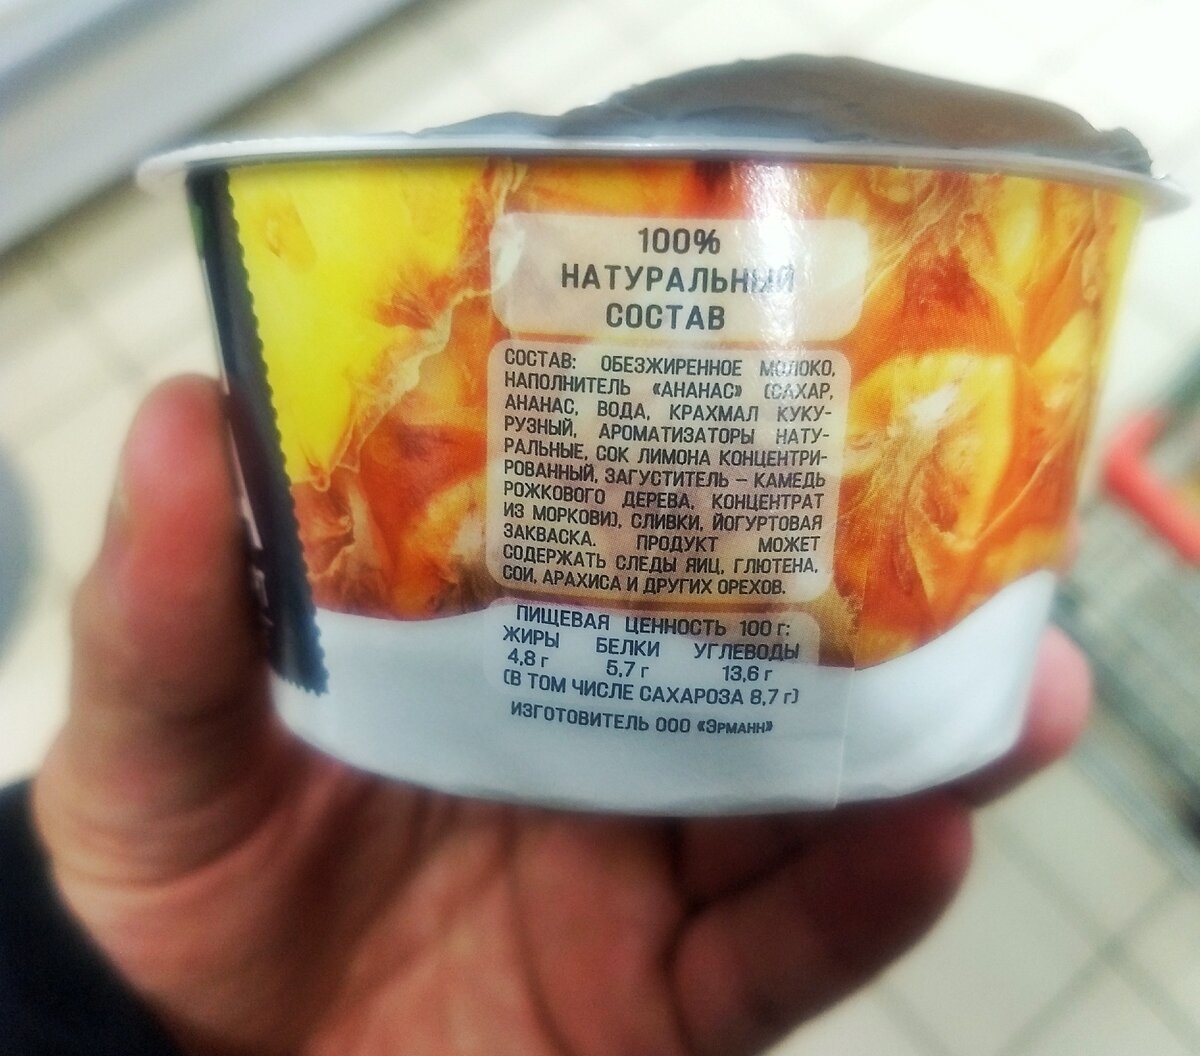 100%
НАТУРАЛЬНЫЙ
СОСТАВ
СОСТАВ: ОБЕЗЖИРЕННОЕ МОЛОКО,
НАПОЛНИТЕЛЬ «АНАНАС» (САХАР,
АНАНАС, ВОДА, КРАХМАЛ КУКУ-
РУЗНЫЙ, АРОМАТИЗАТОРЫ НАТУ-
РАЛЬНЫЕ, СОК ЛИМОНА КОНЦЕНТРИ-
РОВАННЫЙ, ЗАГУСТИТЕЛЬ – КАМЕДЬ
РОЖКОВОГО ДЕРЕВА, КОНЦЕНТРАТ
ИЗ МОРКОВИ), СЛИВКИ, ЙОГУРТОВАЯ
ЗАКВАСКА. ПРОДУКТ МОЖЕТ
СОДЕРЖАТЬ СЛЕДЫ ЯИЦ, ГЛЮТЕНА,
СОИ, АРАХИСА И ДРУГИХ ОРЕХОВ.
ПИЩЕВАЯ ЦЕННОСТЬ 100 г:
ЖИРЫ БЕЛКИ УГЛЕВОДЫ
4,8 г 5,7 г 13,6 г
(В ТОМ ЧИСЛЕ САХАРОЗА 8,7 г)
ИЗГОТОВИТЕЛЬ ООО «ЭРМАНН»